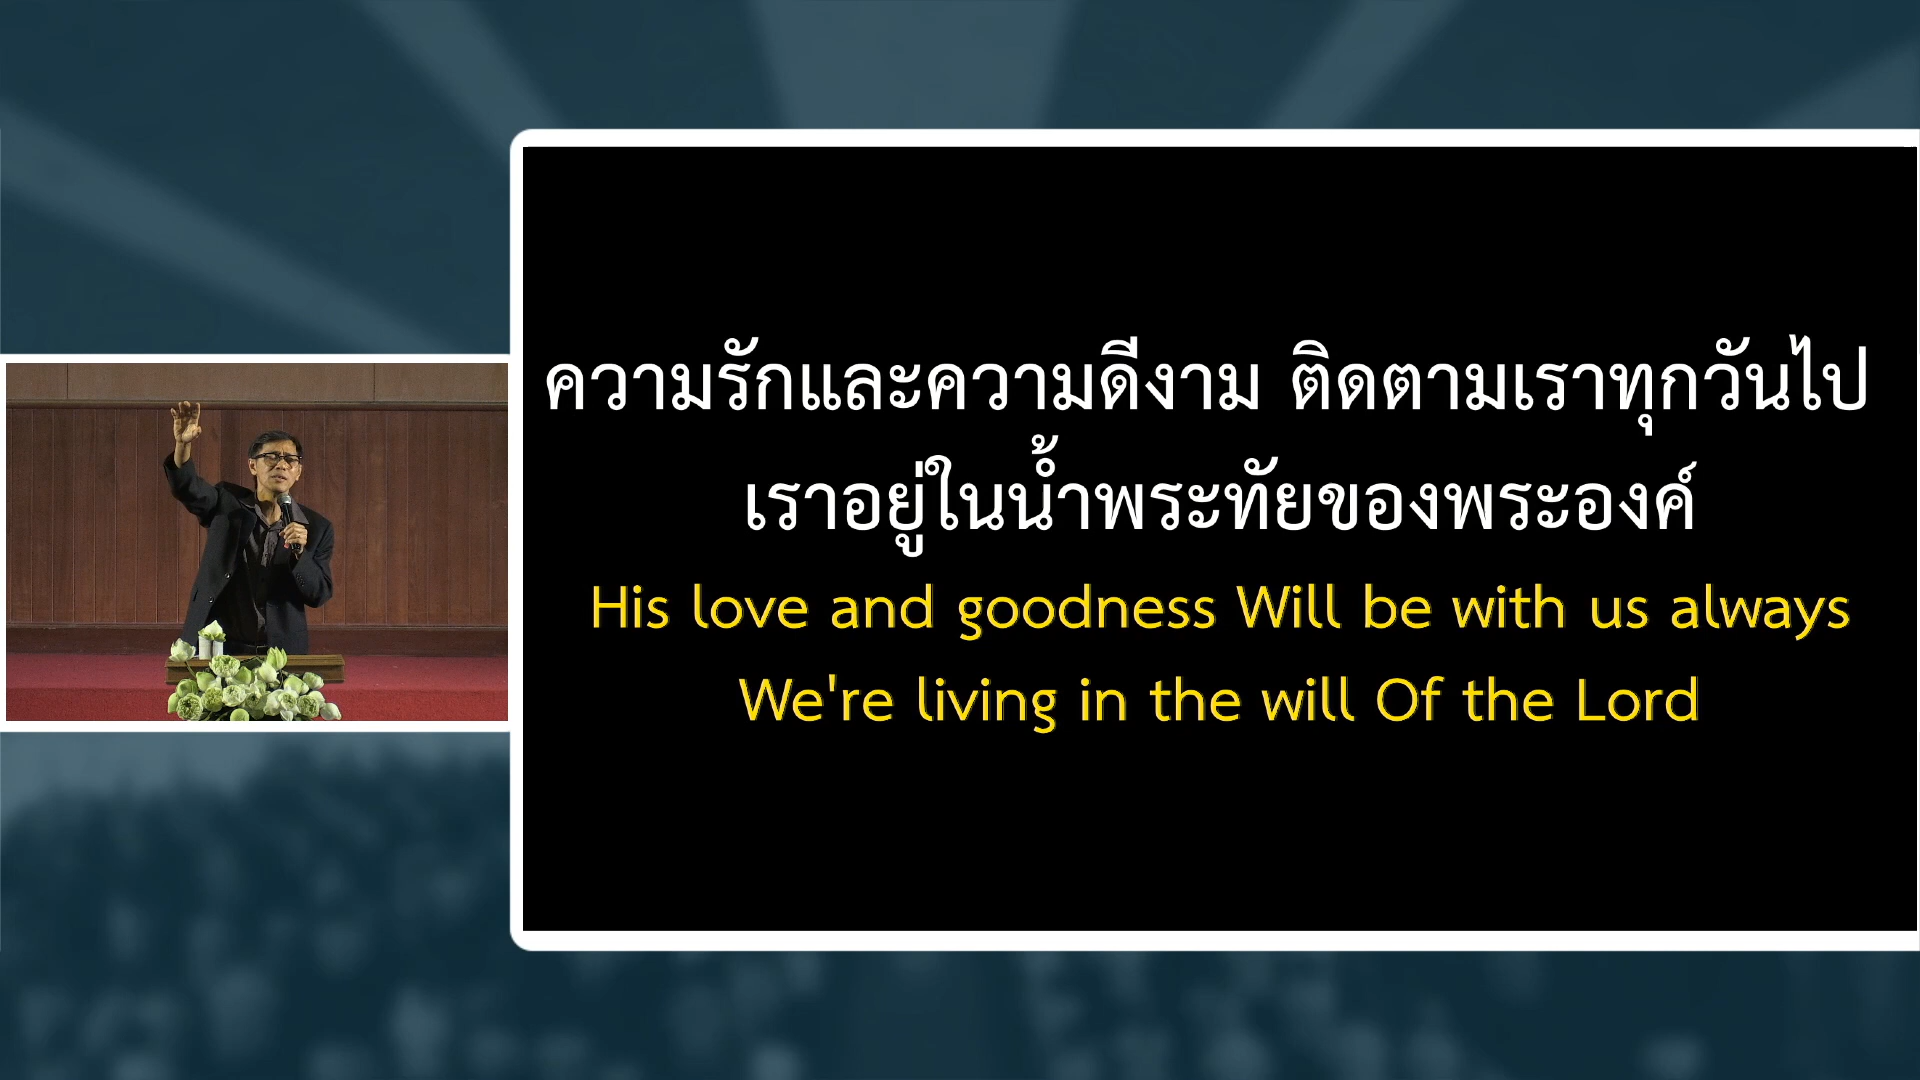 ความรักและความดีงาม ติดตามเราทุกวันไป
เราอยู่ในน้ำพระทัยของพระองค์
His love and goodness Will be with us always
We're living in the will Of the Lord